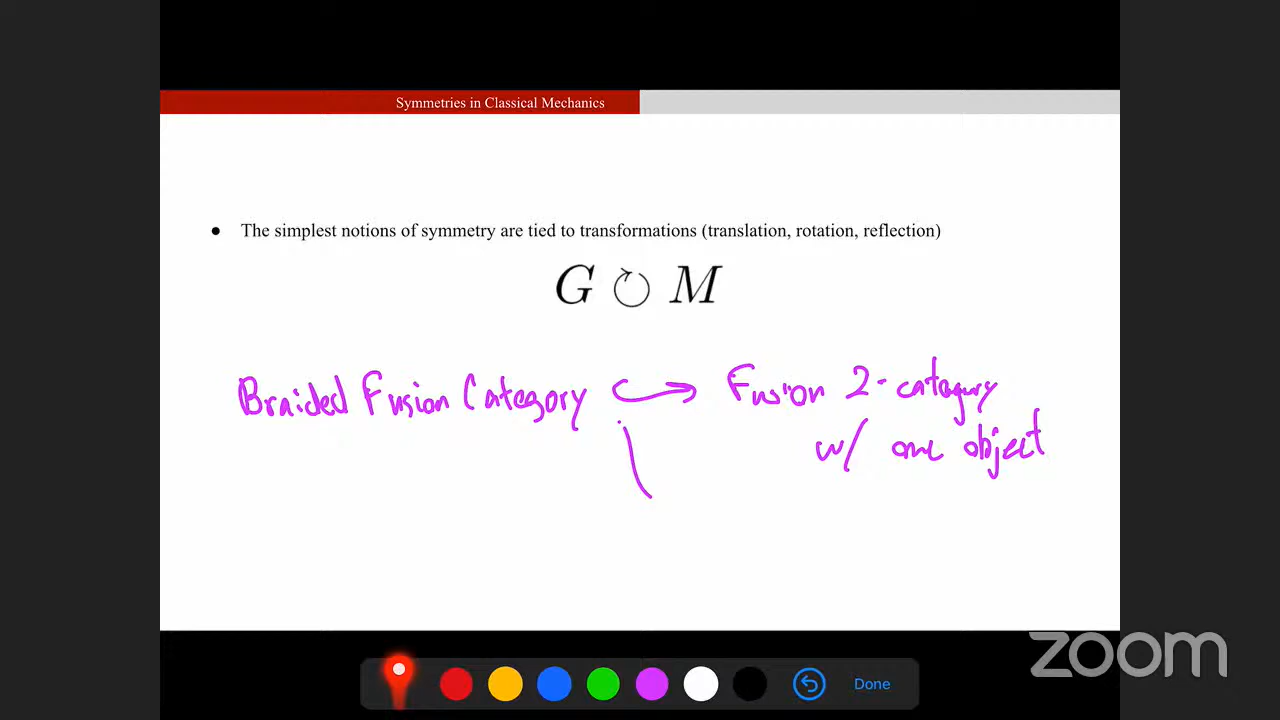 Symmetries in Classical Mechanics
● The simplest notions of symmetry are tied to transformations (translation, rotation, reflection)
G ↻ M
Braided Fusion Category ↪ Fusion 2-category
w/ one object
Done
zoom